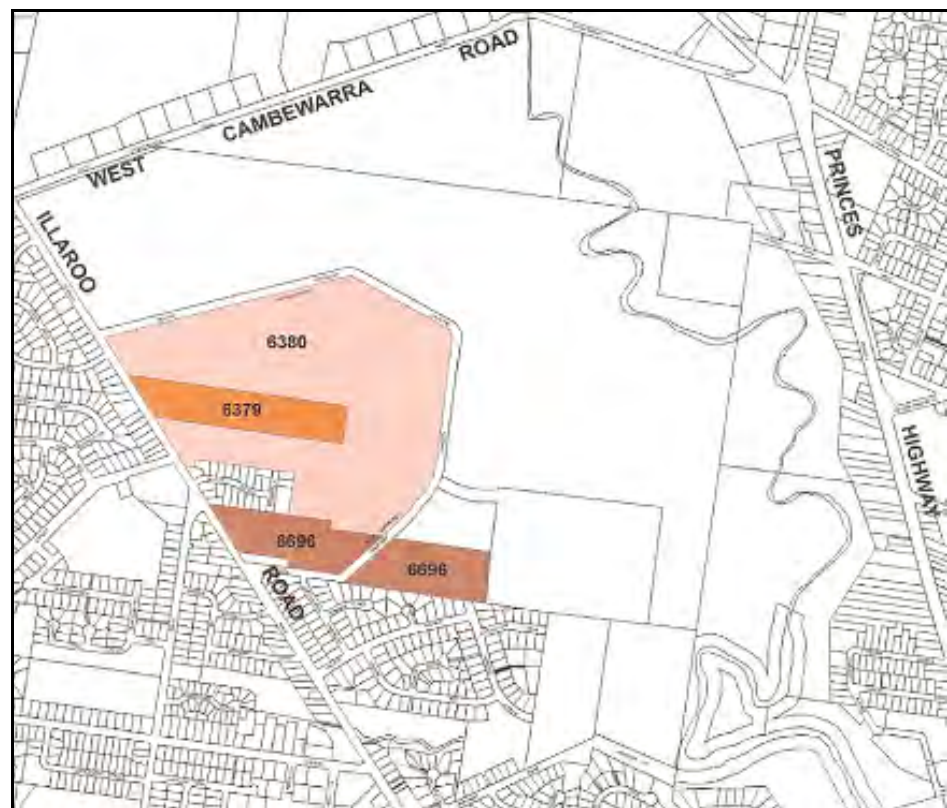 WEST CAMBEWARRA ROAD
PRINCES HIGHWAY
ILLAROO ROAD
6380
6379
6696
6696